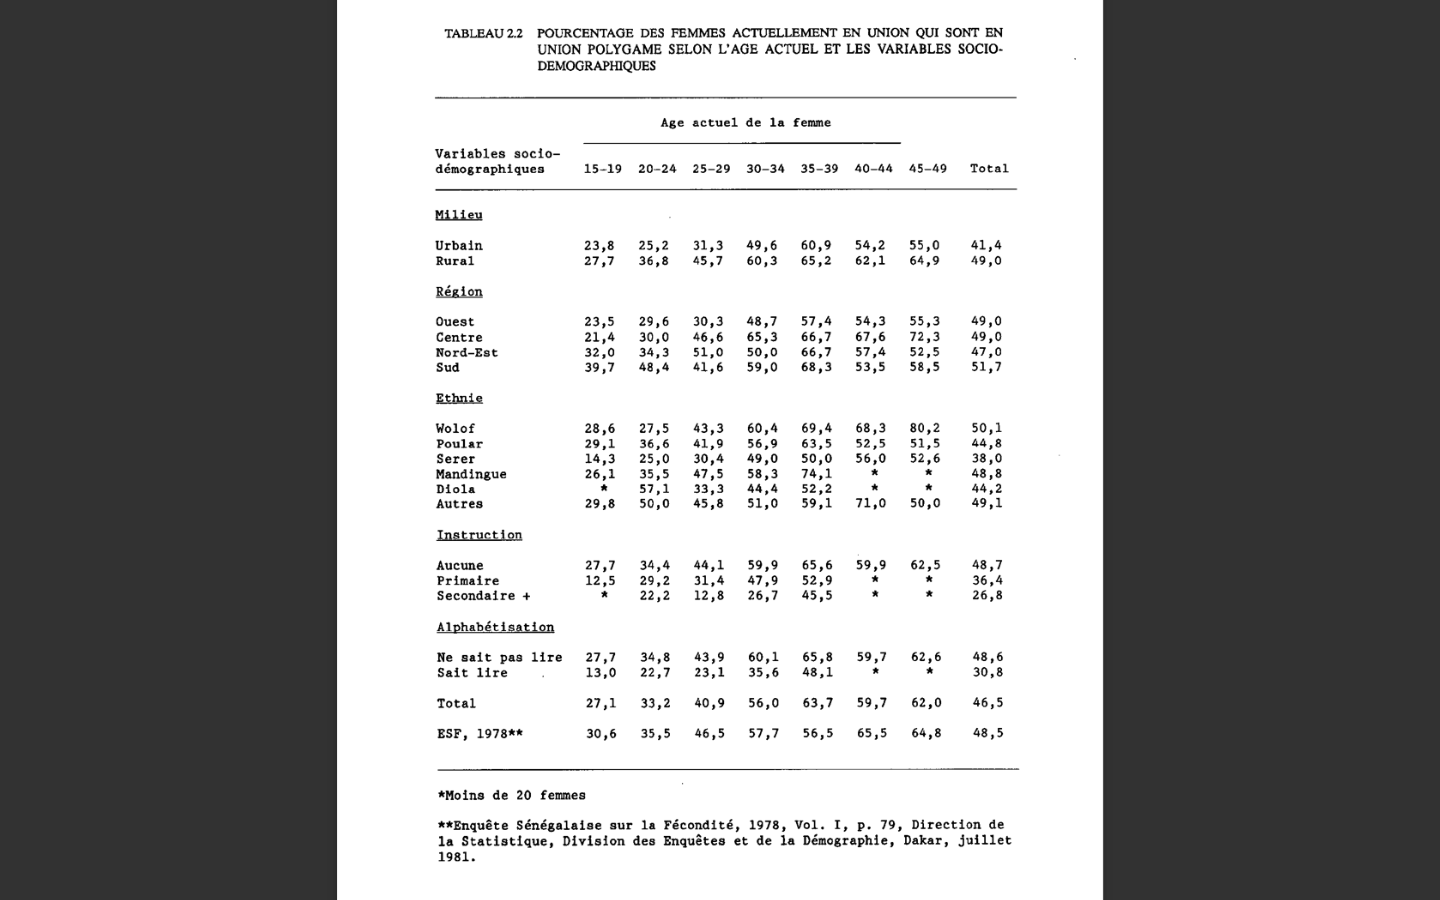 TABLEAU 2.2 POURCENTAGE DES FEMMES ACTUELLEMENT EN UNION QUI SONT EN
UNION POLYGAME SELON L'AGE ACTUEL ET LES VARIABLES SOCIO-
DEMOGRAPHIQUES
Age actuel de la femme
Variables socio-
démographiques 15-19 20-24 25-29 30-34 35-39 40-44 45-49 Total
Milieu
Urbain 23,8 25,2 31,3 49,6 60,9 54,2 55,0 41,4
Rural 27,7 36,8 45,7 60,3 65,2 62,1 64,9 49,0
Région
Ouest 23,5 29,6 30,3 48,7 57,4 54,3 55,3 49,0
Centre 21,4 30,0 46,6 65,3 66,7 67,6 72,3 49,0
Nord-Est 32,0 34,3 51,0 50,0 66,7 57,4 52,5 47,0
Sud 39,7 48,4 41,6 59,0 68,3 53,5 58,5 51,7
Ethnie
Wolof 28,6 27,5 43,3 60,4 69,4 68,3 80,2 50,1
Poular 29,1 36,6 41,9 56,9 63,5 52,5 51,5 44,8
Serer 14,3 25,0 30,4 49,0 50,0 56,0 52,6 38,0
Mandingue 26,1 35,5 47,5 58,3 74,1 * * 48,8
Diola * 57,1 33,3 44,4 52,2 * * 44,2
Autres 29,8 50,0 45,8 51,0 59,1 71,0 50,0 49,1
Instruction
Aucune 27,7 34,4 44,1 59,9 65,6 59,9 62,5 48,7
Primaire 12,5 29,2 31,4 47,9 52,9 * * 36,4
Secondaire + * 22,2 12,8 26,7 45,5 * * 26,8
Alphabétisation
Ne sait pas lire 27,7 34,8 43,9 60,1 65,8 59,7 62,6 48,6
Sait lire 13,0 22,7 23,1 35,6 48,1 * * 30,8
Total 27,1 33,2 40,9 56,0 63,7 59,7 62,0 46,5
ESF, 1978** 30,6 35,5 46,5 57,7 56,5 65,5 64,8 48,5
*Moins de 20 femmes
**Enquête Sénégalaise sur la Fécondité, 1978, Vol. I, p. 79, Direction de
la Statistique, Division des Enquêtes et de la Démographie, Dakar, juillet
1981.